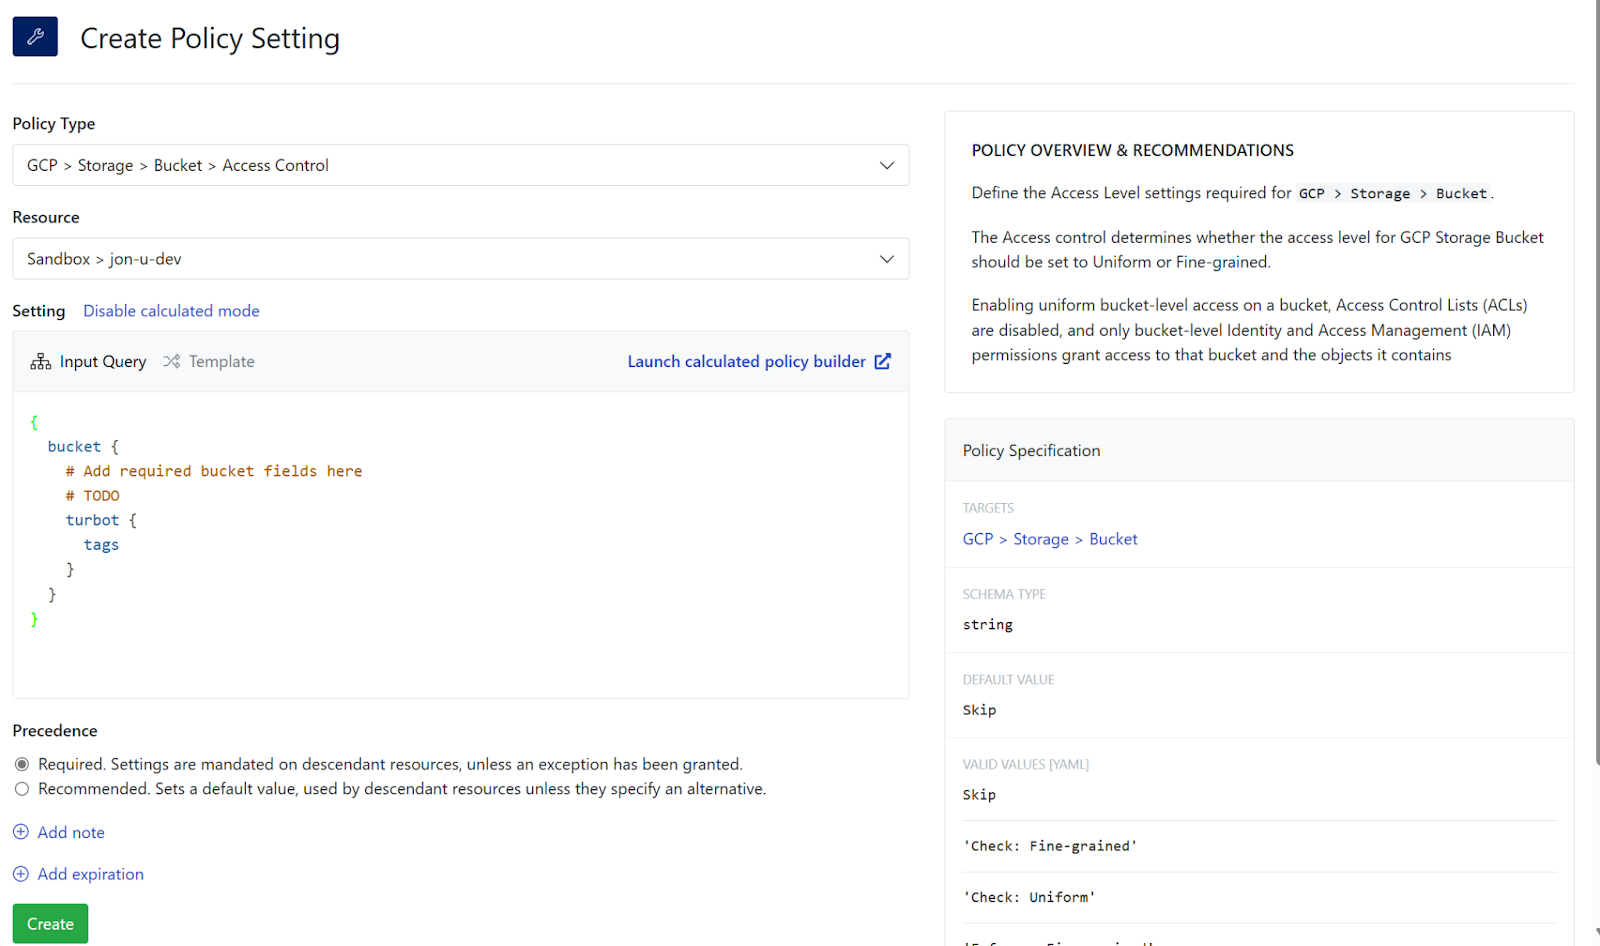 Create Policy Setting
Policy Type
GCP > Storage > Bucket > Access Control
Resource
Sandbox > jon-u-dev
Setting Disable calculated mode
Input Query Template Launch calculated policy builder
{
  bucket {
    # Add required bucket fields here
    # TODO
    turbot {
      tags
    }
  }
}
Precedence
Required. Settings are mandated on descendant resources, unless an exception has been granted.
Recommended. Sets a default value, used by descendant resources unless they specify an alternative.
Add note
Add expiration
Create
POLICY OVERVIEW & RECOMMENDATIONS
Define the Access Level settings required for GCP > Storage > Bucket.
The Access control determines whether the access level for GCP Storage Bucket
should be set to Uniform or Fine-grained.
Enabling uniform bucket-level access on a bucket, Access Control Lists (ACLs)
are disabled, and only bucket-level Identity and Access Management (IAM)
permissions grant access to that bucket and the objects it contains
Policy Specification
TARGETS
GCP > Storage > Bucket
SCHEMA TYPE
string
DEFAULT VALUE
Skip
VALID VALUES [YAML]
Skip
'Check: Fine-grained'
'Check: Uniform'